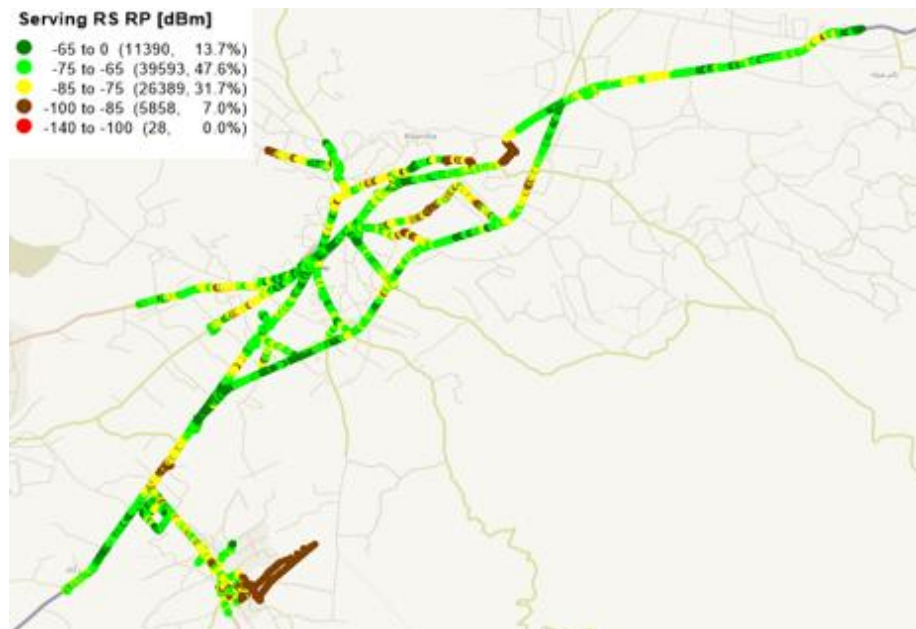 Serving RS RP [dBm]
-65 to 0 (11390, 13.7%)
-75 to -65 (39593, 47.6%)
-85 to -75 (26389, 31.7%)
-100 to -85 (5858, 7.0%)
-140 to -100 (28, 0.0%)